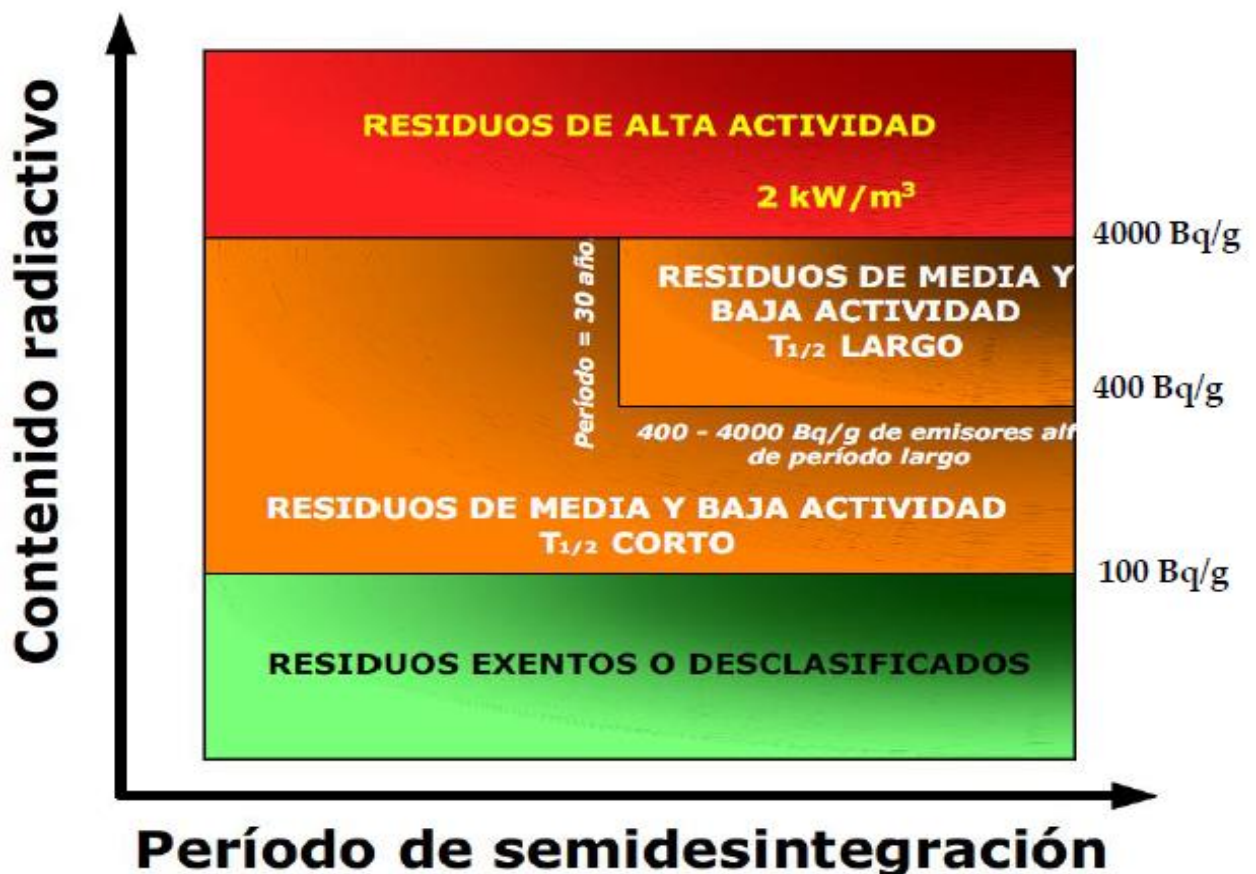 Contenido radiactivo
RESIDUOS DE ALTA ACTIVIDAD
2 kW/m³
4000 Bq/g
Período = 30 año
RESIDUOS DE MEDIA Y
BAJA ACTIVIDAD
T1/2 LARGO
400 Bq/g
400 - 4000 Bq/g de emisores alf
de período largo
RESIDUOS DE MEDIA Y BAJA ACTIVIDAD
T1/2 CORTO
100 Bq/g
RESIDUOS EXENTOS O DESCLASIFICADOS
Período de semidesintegración